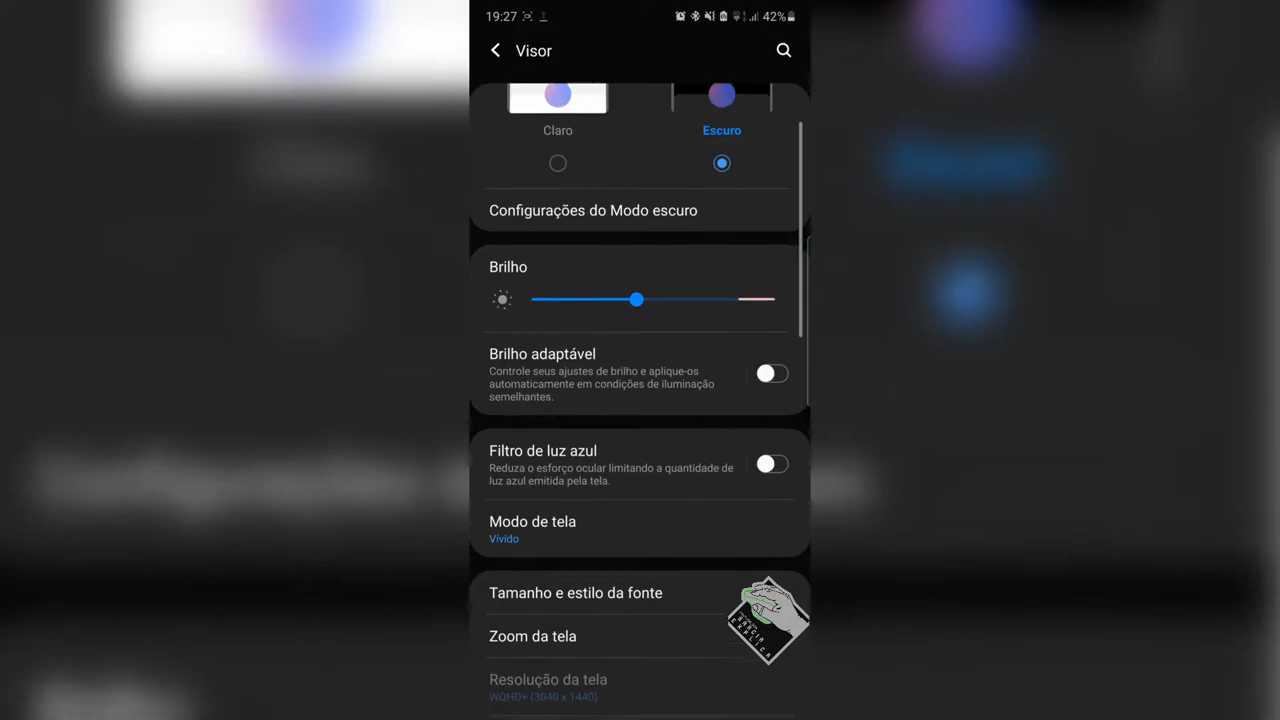 19:27
42%
Visor
Claro
Escuro
Configurações do Modo escuro
Brilho
Brilho adaptável
Controle seus ajustes de brilho e aplique-os
automaticamente em condições de iluminação
semelhantes.
Filtro de luz azul
Reduza o esforço ocular limitando a quantidade de
luz azul emitida pela tela.
Modo de tela
Vívido
Tamanho e estilo da fonte
Zoom da tela
Resolução da tela
WQHD+ (3040 x 1440)
GARCIA
EXPLICA